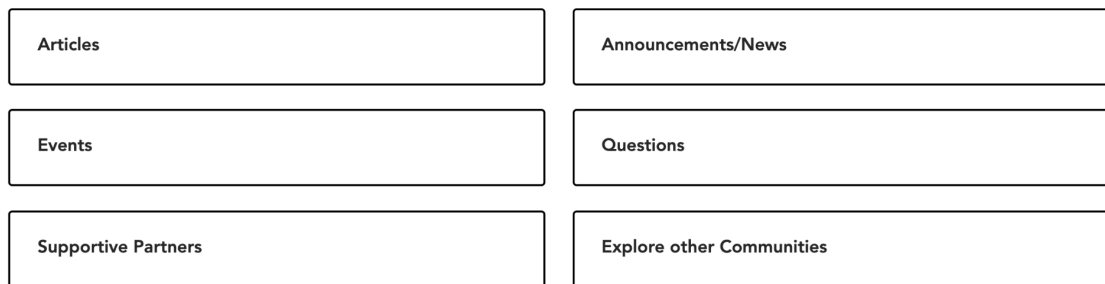 Articles
Announcements/News
Events
Questions
Supportive Partners
Explore other Communities